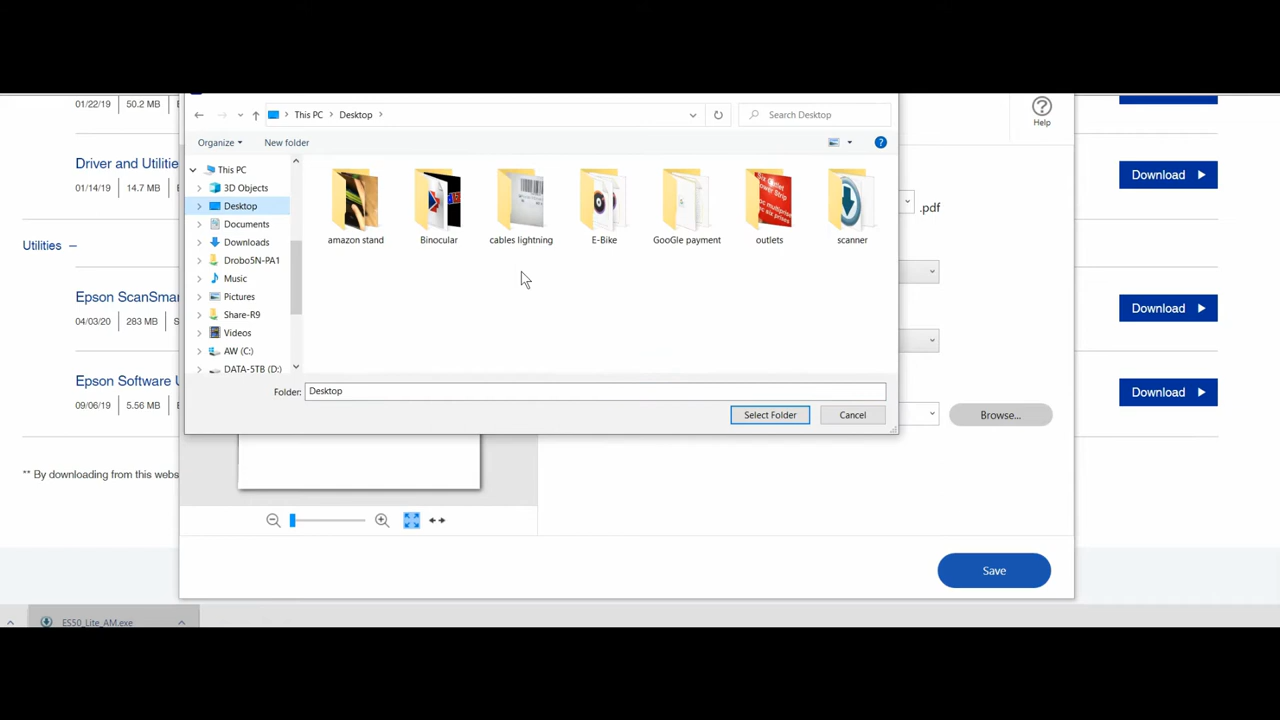 01/22/19 50.2 MB
This PC > Desktop >
Search Desktop
Help
Organize
New folder
Driver and Utilitie
01/14/19 14.7 MB
This PC
3D Objects
Desktop
Documents
Downloads
Drobo5N-PA1
Music
Pictures
Share-R9
Videos
AW (C:)
DATA-5TB (D:)
amazon stand
Binocular
cables lightning
E-Bike
GooGle payment
outlets
scanner
Download
.pdf
Utilities
Epson ScanSmar
04/03/20 283 MB S
Download
Epson Software U
09/06/19 5.56 MB
Download
Folder: Desktop
Select Folder
Cancel
Browse...
** By downloading from this webs
Save
ES50_Lite_AM.exe